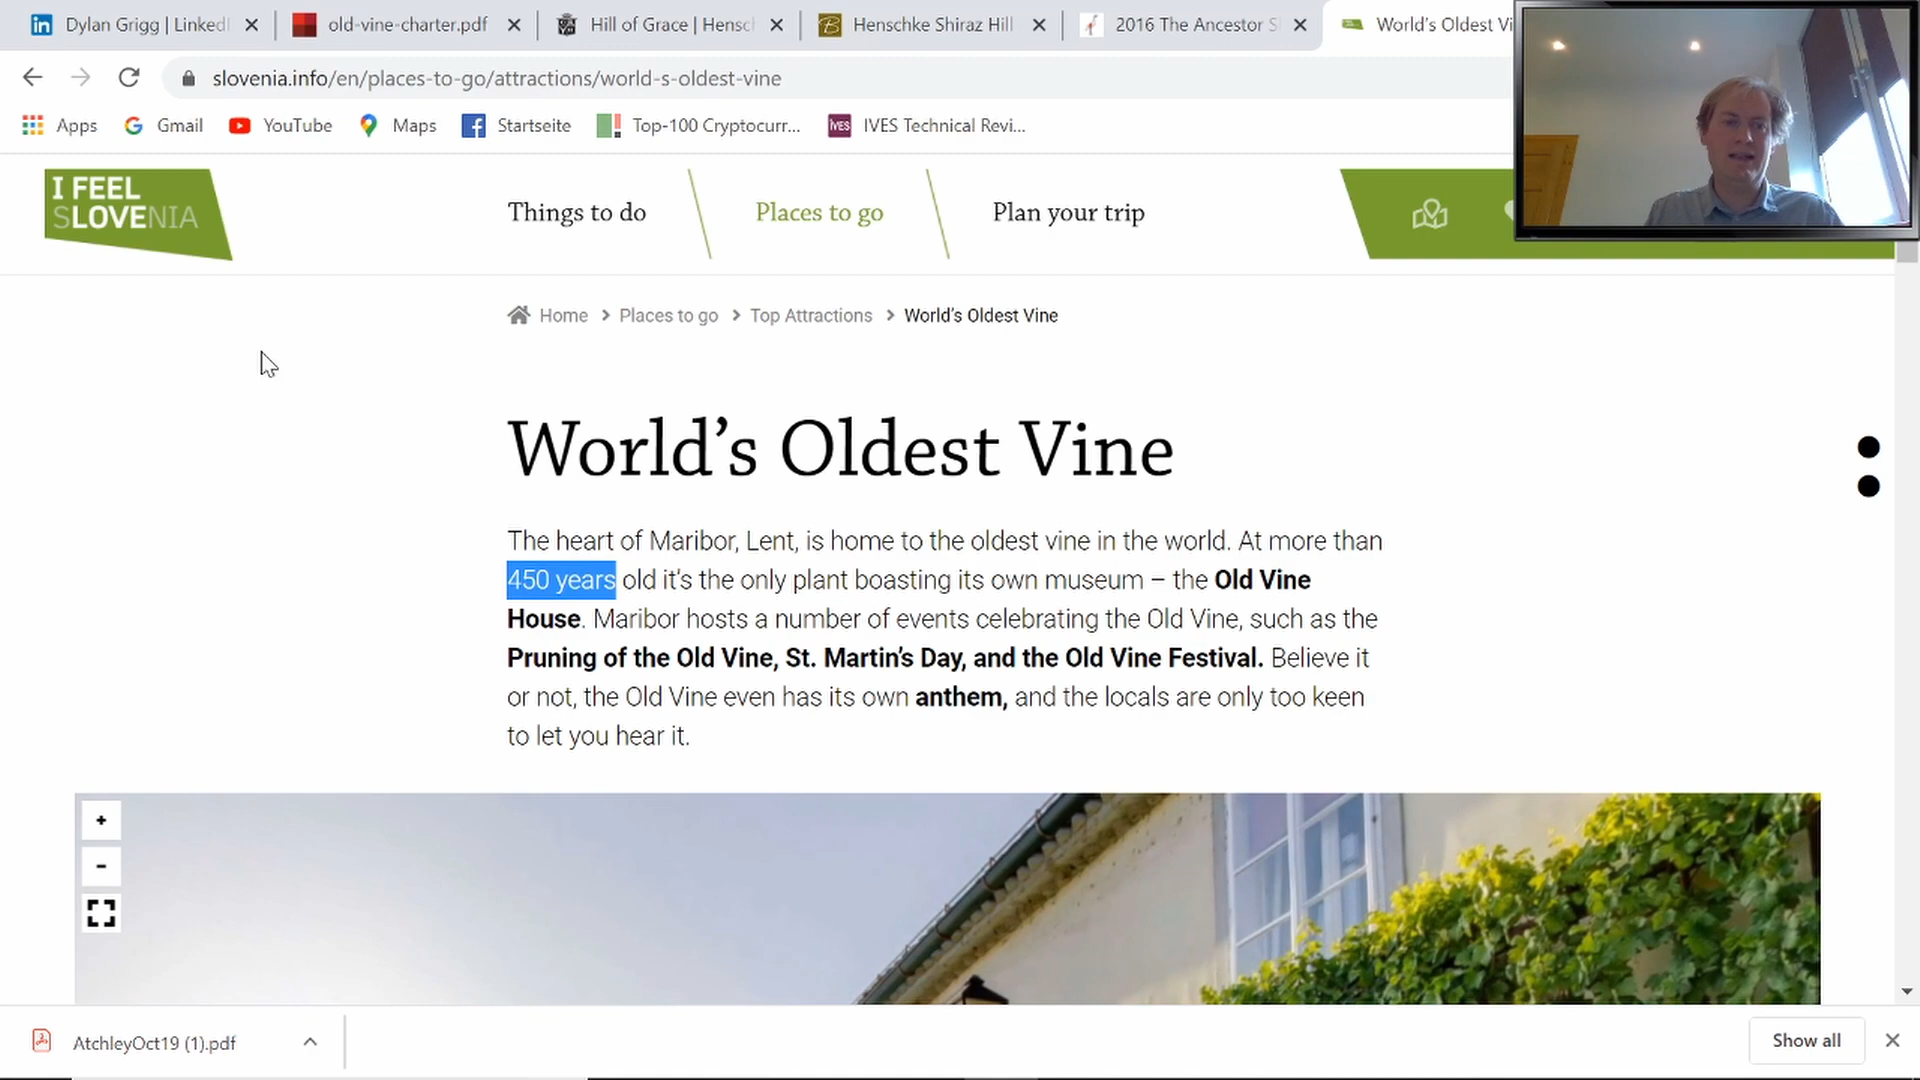 Dylan Grigg | Linked
old-vine-charter.pdf
Hill of Grace | Hensc
Henschke Shiraz Hill
2016 The Ancestor S
World's Oldest Vi
slovenia.info/en/places-to-go/attractions/world-s-oldest-vine
Apps
Gmail
YouTube
Maps
Startseite
Top-100 Cryptocurr...
IVES Technical Revi...
I FEEL
SLOVENIA
Things to do
Places to go
Plan your trip
Home > Places to go > Top Attractions > World's Oldest Vine
World's Oldest Vine
The heart of Maribor, Lent, is home to the oldest vine in the world. At more than
450 years old it's the only plant boasting its own museum – the Old Vine
House. Maribor hosts a number of events celebrating the Old Vine, such as the
Pruning of the Old Vine, St. Martin's Day, and the Old Vine Festival. Believe it
or not, the Old Vine even has its own anthem, and the locals are only too keen
to let you hear it.
AtchleyOct19 (1).pdf
Show all